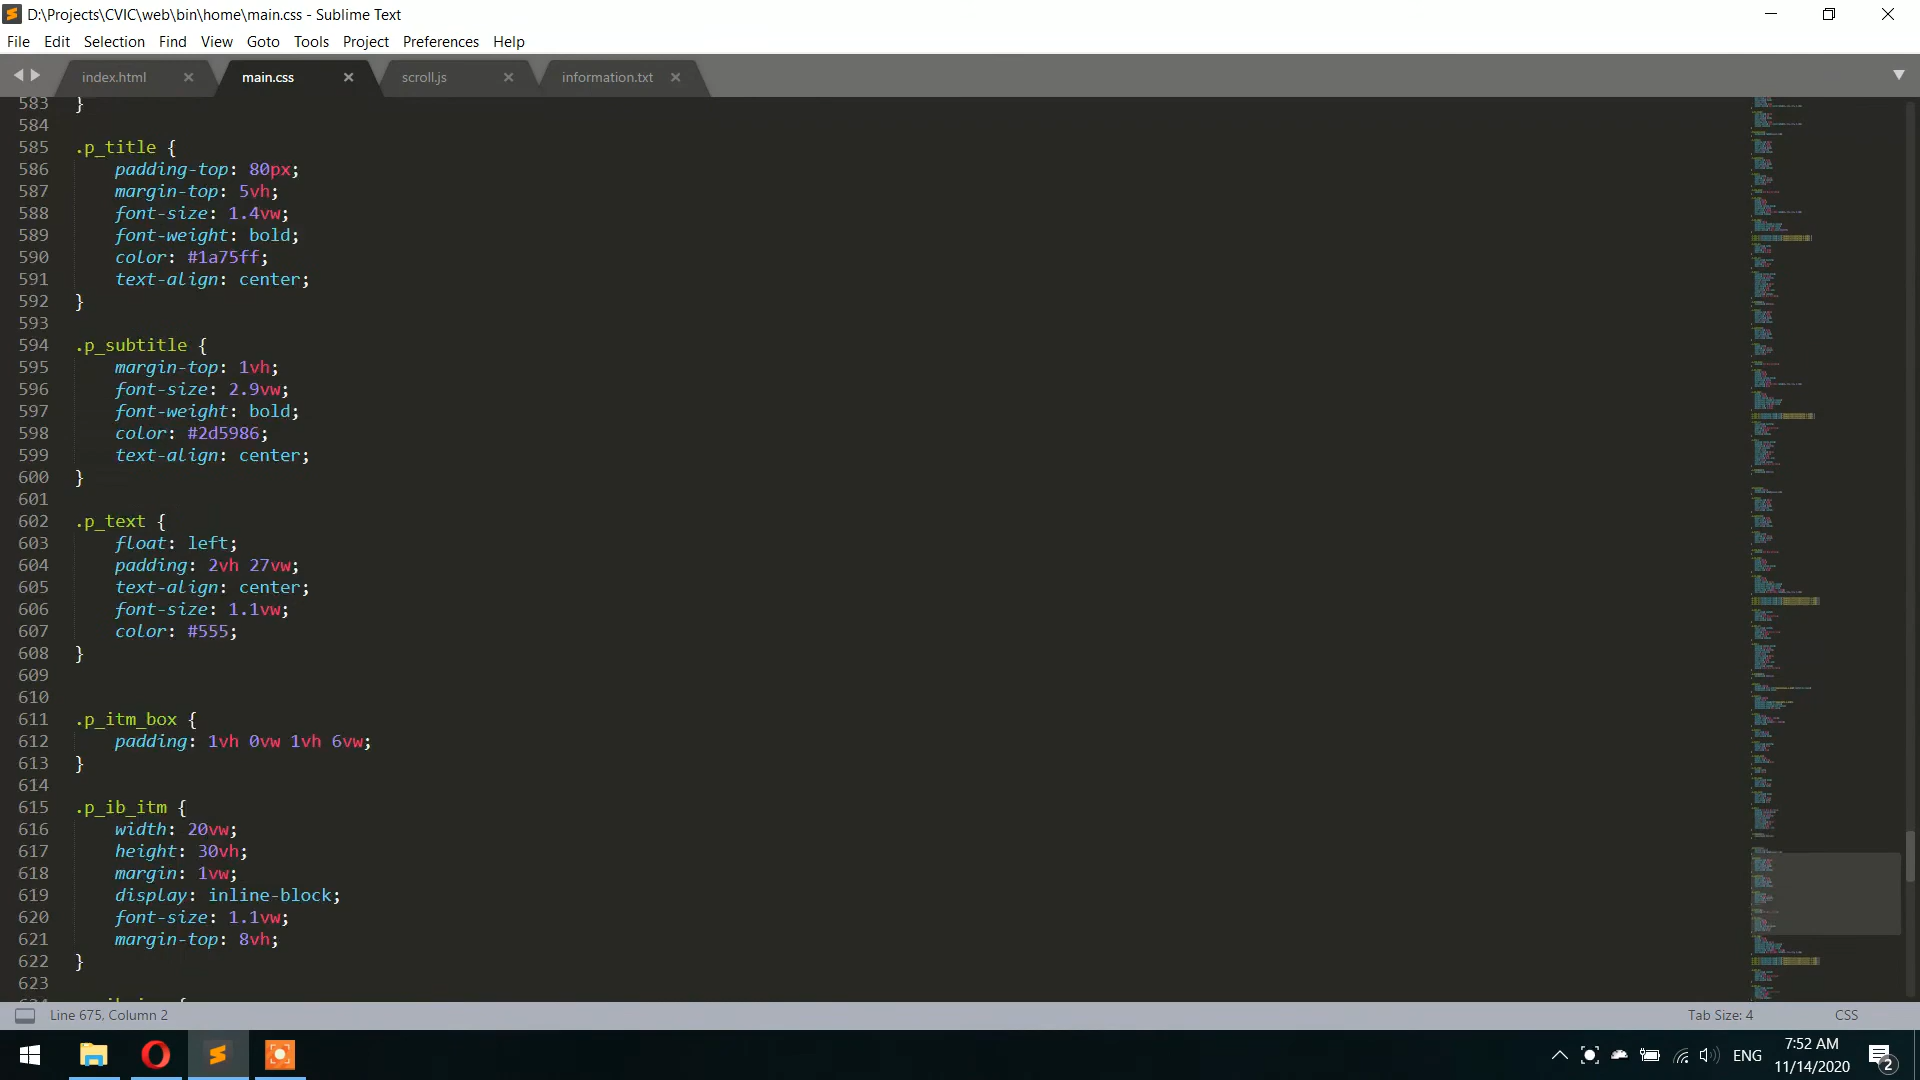 D:\Projects\CVIC\web\bin\home\main.css - Sublime Text
File Edit Selection Find View Goto Tools Project Preferences Help
index.html main.css scroll.js information.txt
583 }
584
585 .p_title {
586 padding-top: 80px;
587 margin-top: 5vh;
588 font-size: 1.4vw;
589 font-weight: bold;
590 color: #1a75ff;
591 text-align: center;
592 }
593
594 .p_subtitle {
595 margin-top: 1vh;
596 font-size: 2.9vw;
597 font-weight: bold;
598 color: #2d5986;
599 text-align: center;
600 }
601
602 .p_text {
603 float: left;
604 padding: 2vh 27vw;
605 text-align: center;
606 font-size: 1.1vw;
607 color: #555;
608 }
609
610
611 .p_itm_box {
612 padding: 1vh 0vw 1vh 6vw;
613 }
614
615 .p_ib_itm {
616 width: 20vw;
617 height: 30vh;
618 margin: 1vw;
619 display: inline-block;
620 font-size: 1.1vw;
621 margin-top: 8vh;
622 }
623
Line 675, Column 2 Tab Size: 4 CSS
ENG 7:52 AM
11/14/2020 2